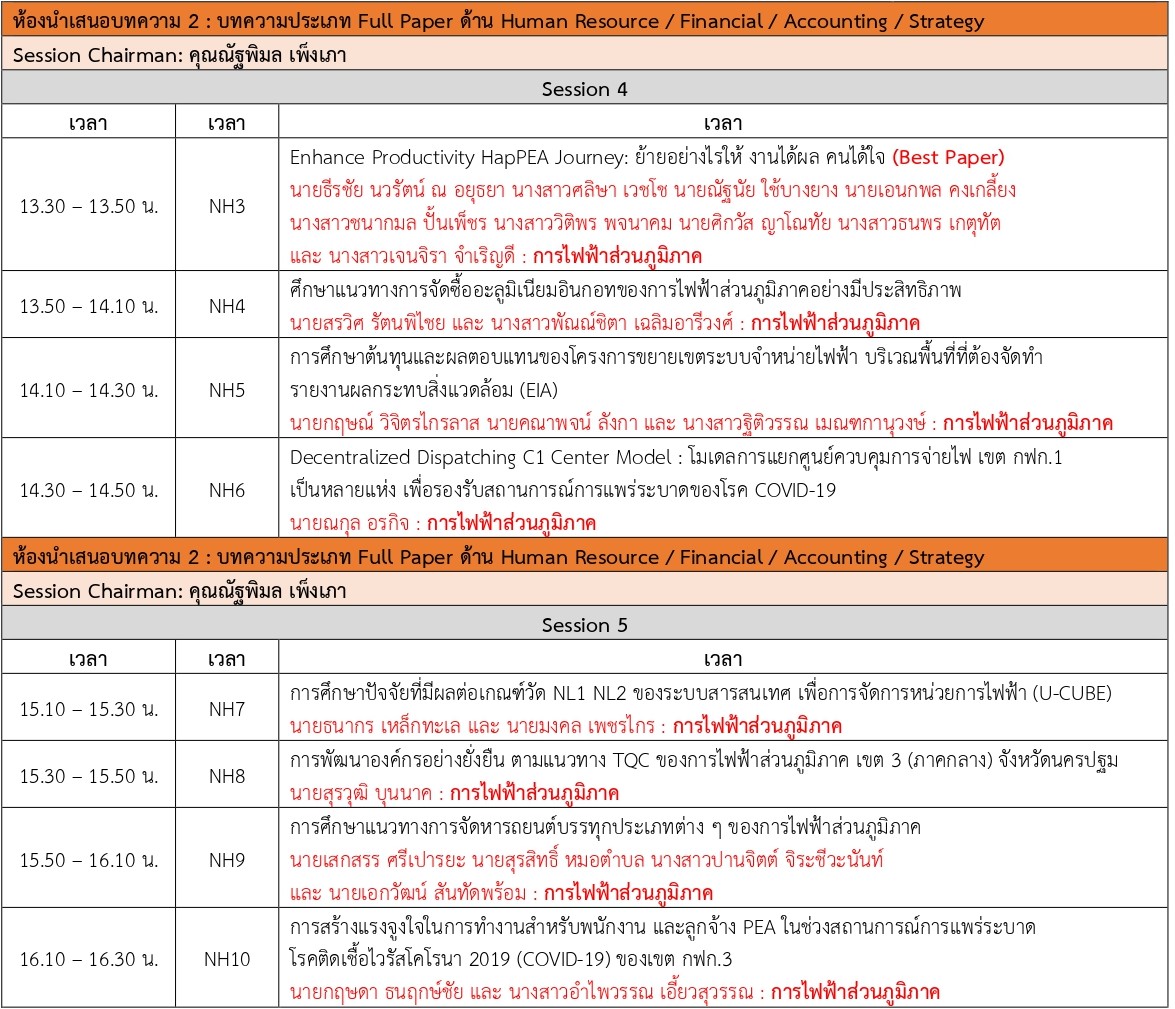 ห้องนำเสนอบทความ 2 : บทความประเภท Full Paper ด้าน Human Resource / Financial / Accounting / Strategy
Session Chairman: คุณณัฐพิมล เพ็งเภา
Session 4
เวลา เวลา เวลา
Enhance Productivity HapPEA Journey: ย้ายอย่างไรให้ งานได้ผล คนได้ใจ (Best Paper)
นายธีรชัย นวรัตน์ ณ อยุธยา นางสาวศลิษา เวชโช นายณัฐนัย ใช้บางยาง นายเอนกพล คงเกลี้ยง
13.30 – 13.50 น. NH3
นางสาวชนากมล ปั้นเพ็ชร นางสาววิติพร พจนาคม นายศิกวัส ญาโณทัย นางสาวธนพร เกตุทัต
และ นางสาวเจนจิรา จำเริญดี : การไฟฟ้าส่วนภูมิภาค
13.50 – 14.10 น. NH4
ศึกษาแนวทางการจัดซื้ออะลูมิเนียมอินกอทของการไฟฟ้าส่วนภูมิภาคอย่างมีประสิทธิภาพ
นายสรวิศ รัตนพิไชย และ นางสาวพัณณ์ชิตา เฉลิมอารีวงศ์ : การไฟฟ้าส่วนภูมิภาค
การศึกษาต้นทุนและผลตอบแทนของโครงการขยายเขตระบบจำหน่ายไฟฟ้า บริเวณพื้นที่ที่ต้องจัดทำ
14.10 – 14.30 น. NH5 รายงานผลกระทบสิ่งแวดล้อม (EIA)
นายกฤษณ์ วิจิตรไกรลาส นายคณาพจน์ ลังกา และ นางสาวฐิติวรรณ เมณฑกานุวงษ์ : การไฟฟ้าส่วนภูมิภาค
Decentralized Dispatching C1 Center Model : โมเดลการแยกศูนย์ควบคุมการจ่ายไฟ เขต กฟก.1
14.30 – 14.50 น. NH6 เป็นหลายแห่ง เพื่อรองรับสถานการณ์การแพร่ระบาดของโรค COVID-19
นายณกุล อรกิจ : การไฟฟ้าส่วนภูมิภาค
ห้องนำเสนอบทความ 2 : บทความประเภท Full Paper ด้าน Human Resource / Financial / Accounting / Strategy
Session Chairman: คุณณัฐพิมล เพ็งเภา
Session 5
เวลา เวลา เวลา
15.10 – 15.30 น. NH7
การศึกษาปัจจัยที่มีผลต่อเกณฑ์วัด NL1 NL2 ของระบบสารสนเทศ เพื่อการจัดการหน่วยการไฟฟ้า (U-CUBE)
นายธนากร เหล็กทะเล และ นายมงคล เพชรไกร : การไฟฟ้าส่วนภูมิภาค
15.30 – 15.50 น. NH8
การพัฒนาองค์กรอย่างยั่งยืน ตามแนวทาง TQC ของการไฟฟ้าส่วนภูมิภาค เขต 3 (ภาคกลาง) จังหวัดนครปฐม
นายสุรวุฒิ บุนนาค : การไฟฟ้าส่วนภูมิภาค
การศึกษาแนวทางการจัดหารถยนต์บรรทุกประเภทต่าง ๆ ของการไฟฟ้าส่วนภูมิภาค
15.50 – 16.10 น. NH9 นายเสกสรร ศรีเปารยะ นายสุรสิทธิ์ หมอตำบล นางสาวปานจิตต์ จิระชีวะนันท์
และ นายเอกวัฒน์ สันทัดพร้อม : การไฟฟ้าส่วนภูมิภาค
การสร้างแรงจูงใจในการทำงานสำหรับพนักงาน และลูกจ้าง PEA ในช่วงสถานการณ์การแพร่ระบาด
16.10 – 16.30 น. NH10 โรคติดเชื้อไวรัสโคโรนา 2019 (COVID-19) ของเขต กฟก.3
นายกฤษดา ธนฤกษ์ชัย และ นางสาวอำไพวรรณ เอี้ยวสุวรรณ : การไฟฟ้าส่วนภูมิภาค